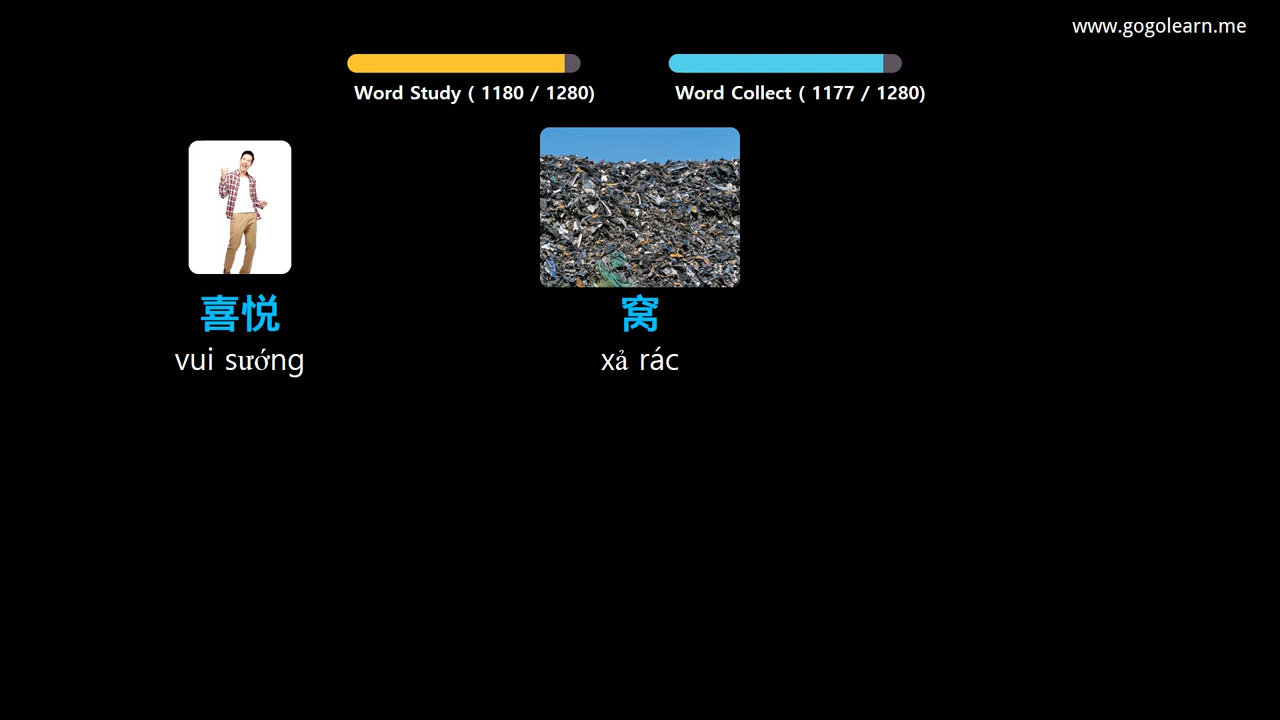 www.gogolearn.me
Word Study ( 1180 / 1280)
Word Collect ( 1177 / 1280)
喜悦
vui sướng
窝
xả rác